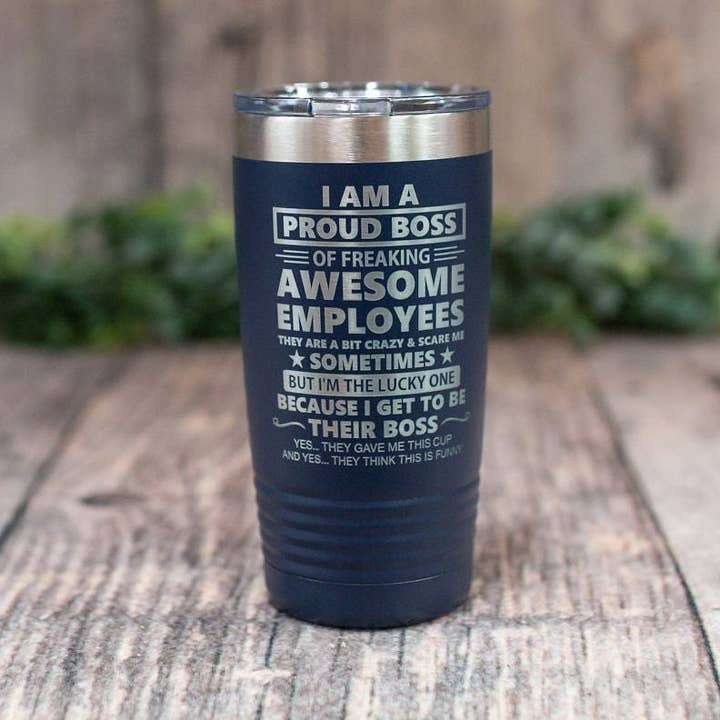 I AM A
PROUD BOSS
OF FREAKING
AWESOME
EMPLOYEES
THEY ARE A BIT CRAZY & SCARE ME
SOMETIMES
BUT I'M THE LUCKY ONE
BECAUSE I GET TO BE
THEIR BOSS
YES... THEY GAVE ME THIS CUP
AND YES... THEY THINK THIS IS FUNNY